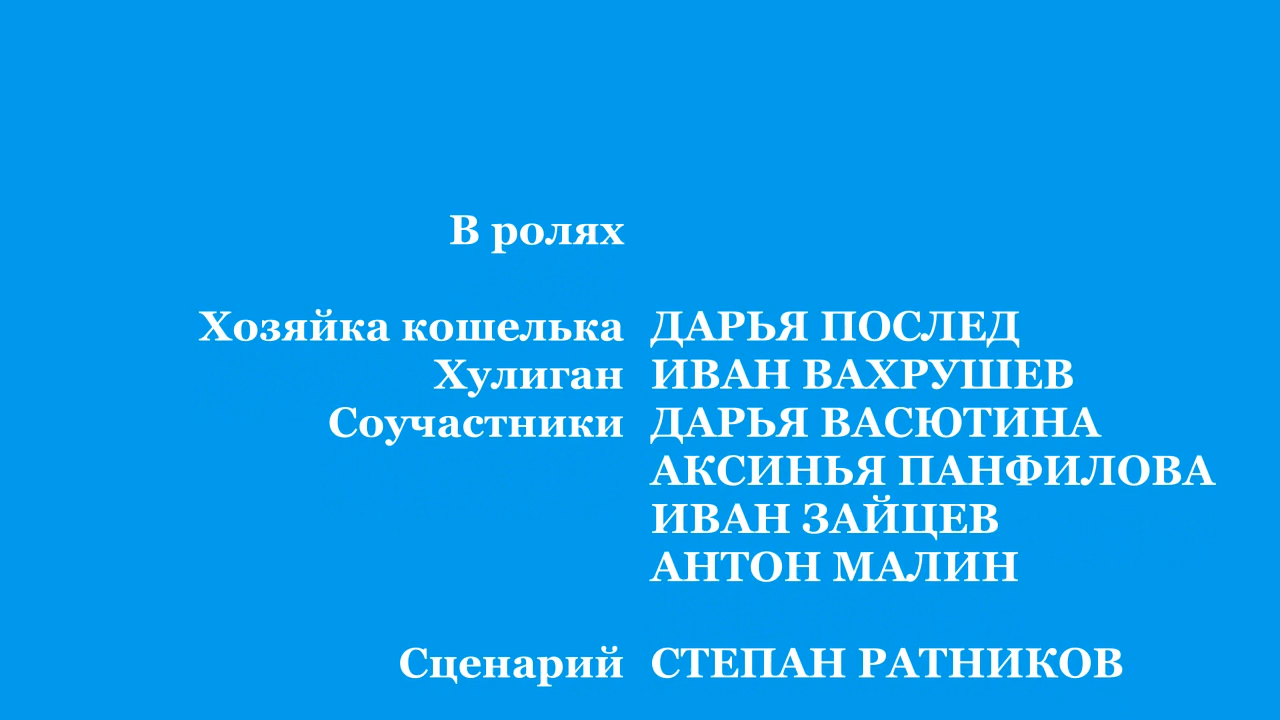 В ролях
Хозяйка кошелька ДАРЬЯ ПОСЛЕД
Хулиган ИВАН ВАХРУШЕВ
Соучастники ДАРЬЯ ВАСЮТИНА
АКСИНЬЯ ПАНФИЛОВА
ИВАН ЗАЙЦЕВ
АНТОН МАЛИН
Сценарий СТЕПАН РАТНИКОВ